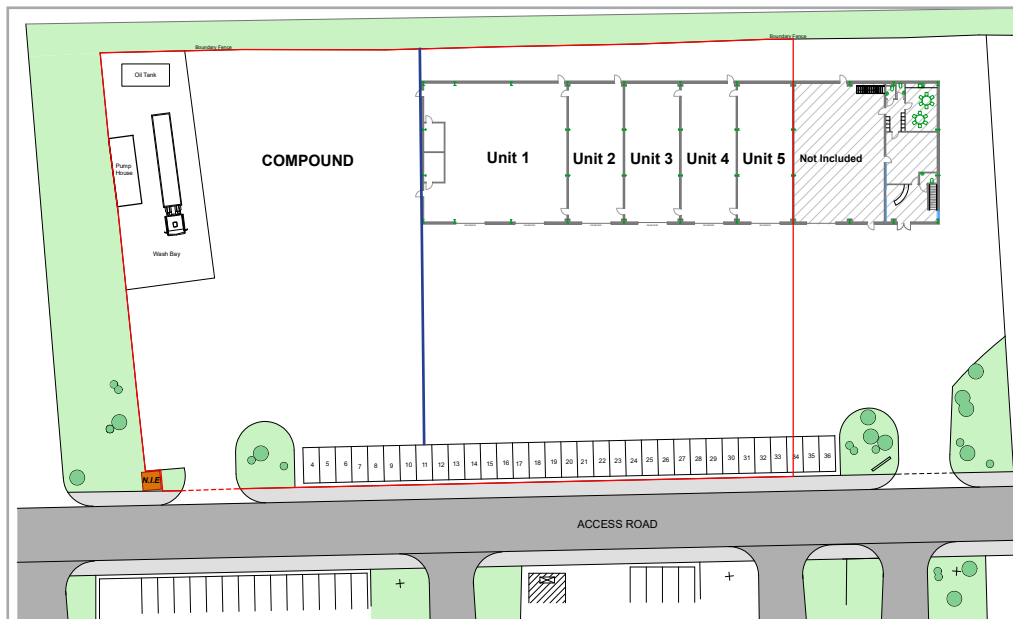 Boundary Fence
Boundary Fence
Oil Tank
COMPOUND
Unit 1
Unit 2
Unit 3
Unit 4
Unit 5
Not Included
Pump
House
Wash Bay
4 5 6 7 8 9 10 11 12 13 14 15 16 17 18 19 20 21 22 23 24 25 26 27 28 29 30 31 32 33 34 35 36
N.I.E
ACCESS ROAD